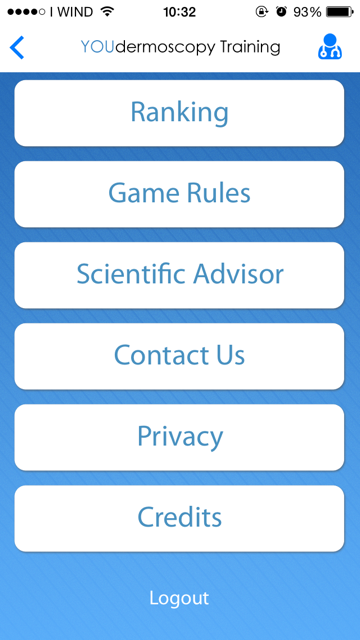 I WIND 10:32 93%
YOUdermoscopy Training
Ranking
Game Rules
Scientific Advisor
Contact Us
Privacy
Credits
Logout